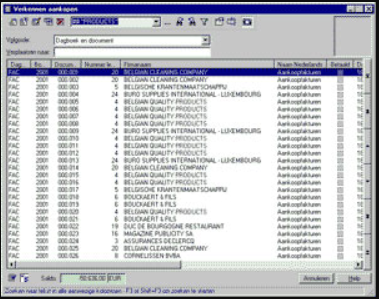 Verkennen aankopen
"PRODUCTS"
Volgorde: Dagboek en document
Verplaatsen naar:
Dag... Bo... Docum... Nummer le... Firmanaam Naam Nederlands Betaald
FAC 2001 000.001 20 BELGIAN CLEANING COMPANY Aankoopfakturen
FAC 2001 000.002 20 BELGIAN CLEANING COMPANY Aankoopfakturen
FAC 2001 000.003 5 BELGISCHE KRANTENMAATSCHAPPIJ Aankoopfakturen
FAC 2001 000.004 24 BURO SUPPLIES INTERNATIONAL - LUXEMBOURG Aankoopfakturen
FAC 2001 000.005 4 BELGIAN QUALITY PRODUCTS Aankoopfakturen
FAC 2001 000.006 4 BELGIAN QUALITY PRODUCTS Aankoopfakturen
FAC 2001 000.007 4 BELGIAN QUALITY PRODUCTS Aankoopfakturen
FAC 2001 000.008 4 BELGIAN QUALITY PRODUCTS Aankoopfakturen
FAC 2001 000.009 24 BURO SUPPLIES INTERNATIONAL - LUXEMBOURG Aankoopfakturen
FAC 2001 000.010 4 BELGIAN QUALITY PRODUCTS Aankoopfakturen
FAC 2001 000.011 4 BELGIAN QUALITY PRODUCTS Aankoopfakturen
FAC 2001 000.012 4 BELGIAN QUALITY PRODUCTS Aankoopfakturen
FAC 2001 000.013 24 BURO SUPPLIES INTERNATIONAL - LUXEMBOURG Aankoopfakturen
FAC 2001 000.014 20 BELGIAN CLEANING COMPANY Aankoopfakturen
FAC 2001 000.015 4 BELGIAN QUALITY PRODUCTS Aankoopfakturen
FAC 2001 000.016 4 BELGIAN QUALITY PRODUCTS Aankoopfakturen
FAC 2001 000.017 5 BELGISCHE KRANTENMAATSCHAPPIJ Aankoopfakturen
FAC 2001 000.018 6 BOUCKAERT & FILS Aankoopfakturen
FAC 2001 000.019 6 BOUCKAERT & FILS Aankoopfakturen
FAC 2001 000.020 4 BELGIAN QUALITY PRODUCTS Aankoopfakturen
FAC 2001 000.021 6 BOUCKAERT & FILS Aankoopfakturen
FAC 2001 000.022 19 DUC DE BOURGOGNE RESTAURANT Aankoopfakturen
FAC 2001 000.023 16 MAGAZINE PUBLICITY SA Aankoopfakturen
FAC 2001 000.024 3 ASSURANCES DECLERCQ Aankoopfakturen
FAC 2001 000.025 20 BELGIAN CLEANING COMPANY Aankoopfakturen
FAC 2001 000.026 8 CORNELISSEN BVBA Aankoopfakturen
Saldo EUR Annuleren Help
Zoeken naar tekst in alle aanwezige kolommen - F3 or Shift+F3 om zoeken te starten